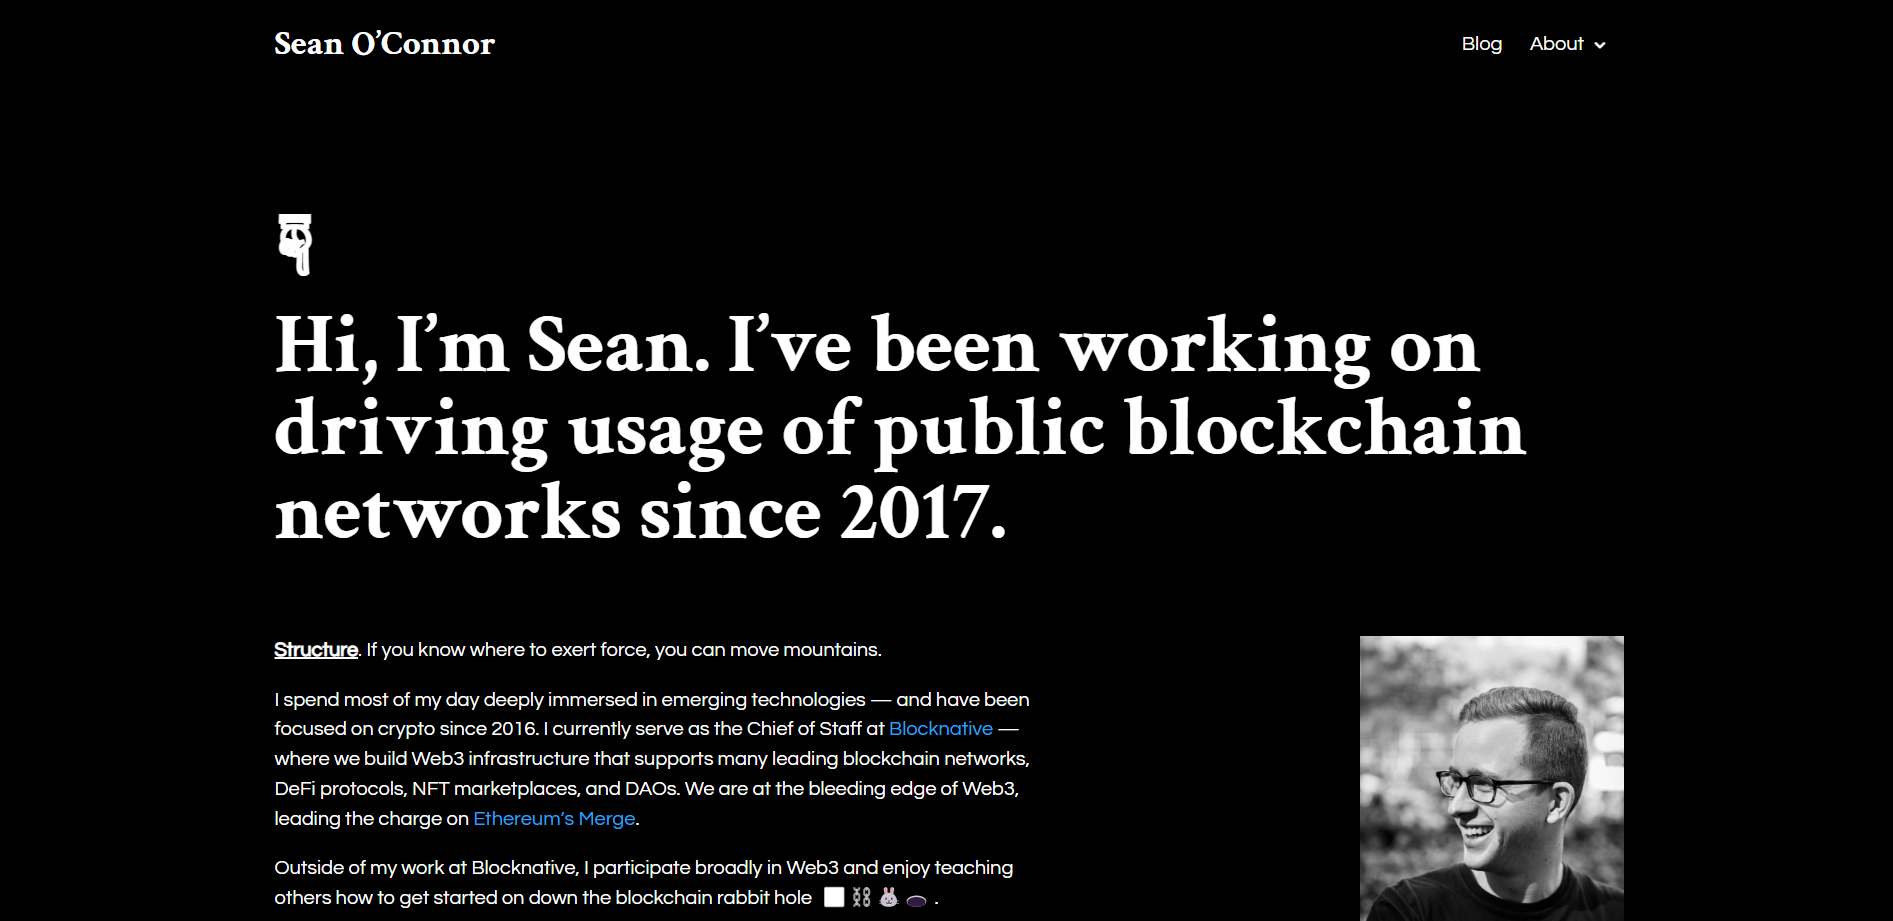 Sean O’Connor
Blog
About
Hi, I’m Sean. I’ve been working on
driving usage of public blockchain
networks since 2017.
Structure. If you know where to exert force, you can move mountains.
I spend most of my day deeply immersed in emerging technologies — and have been
focused on crypto since 2016. I currently serve as the Chief of Staff at Blocknative —
where we build Web3 infrastructure that supports many leading blockchain networks,
DeFi protocols, NFT marketplaces, and DAOs. We are at the bleeding edge of Web3,
leading the charge on Ethereum’s Merge.
Outside of my work at Blocknative, I participate broadly in Web3 and enjoy teaching
others how to get started on down the blockchain rabbit hole ⬜⛓🐰🕳.